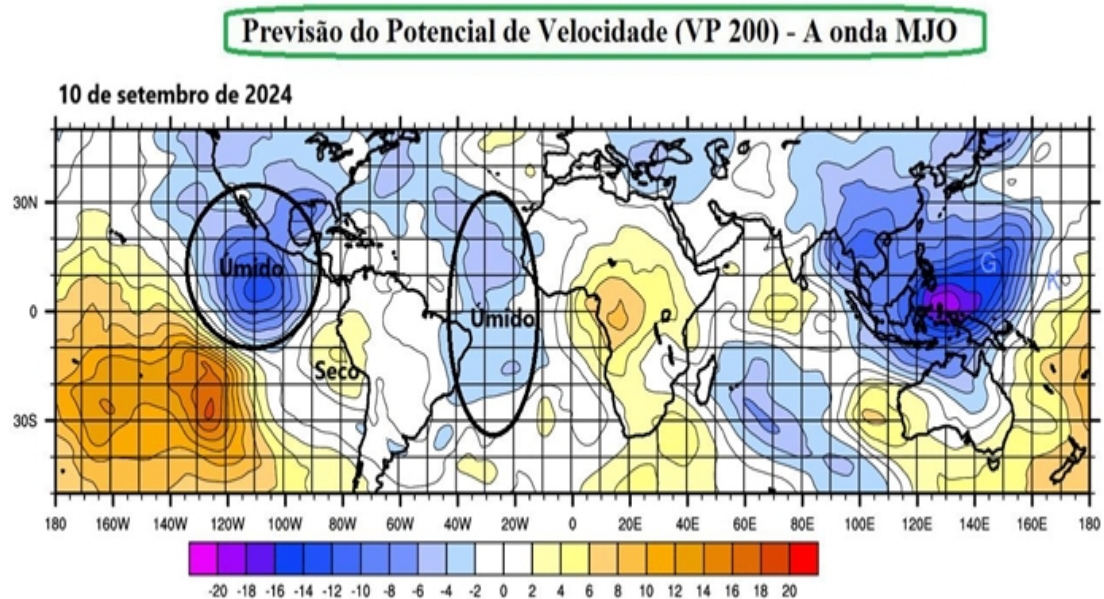 Previsão do Potencial de Velocidade (VP 200) - A onda MJO
10 de setembro de 2024
30N
0
30S
Úmido
Úmido
Seco
G
K
180 160W 140W 120W 100W 80W 60W 40W 20W 0 20E 40E 60E 80E 100E 120E 140E 160E 180
-20 -18 -16 -14 -12 -10 -8 -6 -4 -2 0 2 4 6 8 10 12 14 16 18 20